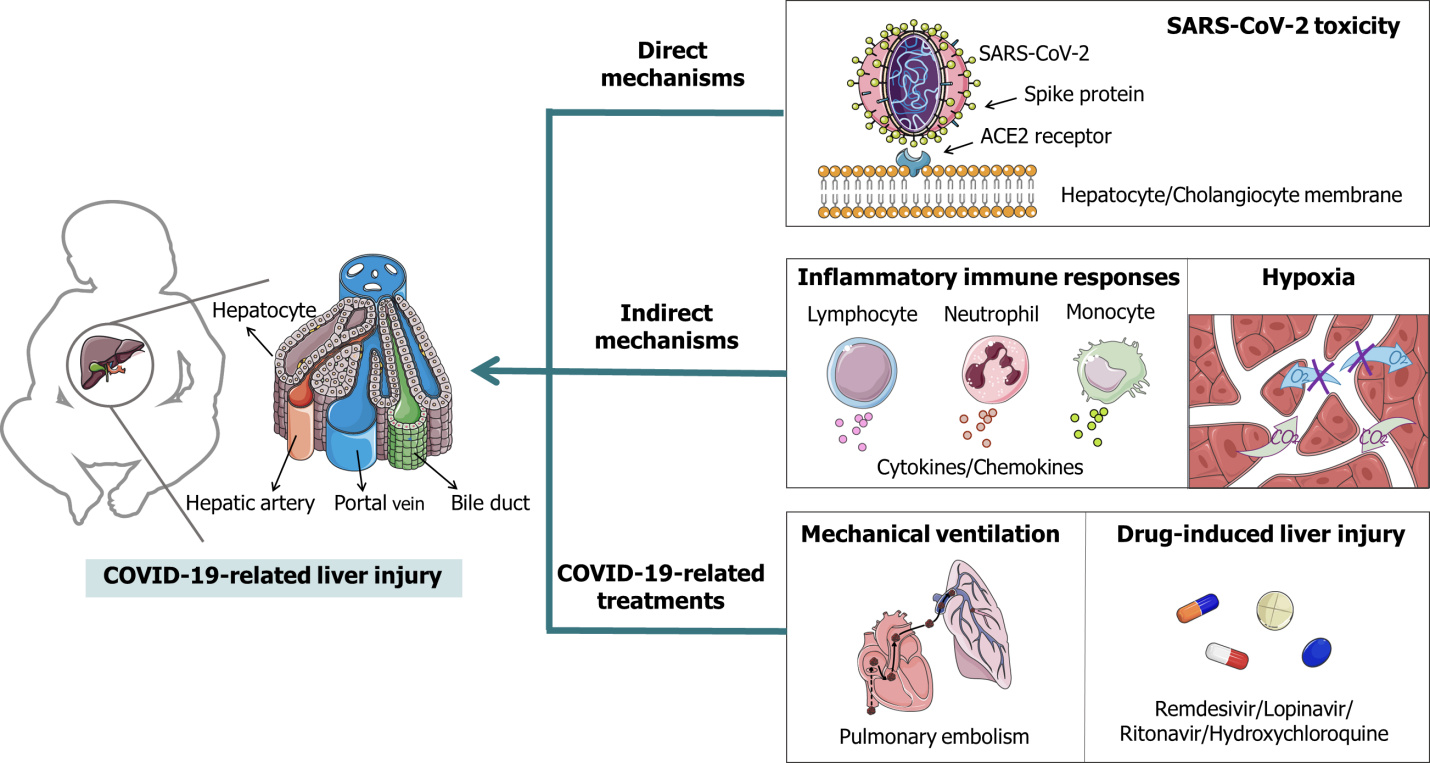 Direct
mechanisms
SARS-CoV-2 toxicity
SARS-CoV-2
Spike protein
ACE2 receptor
Hepatocyte/Cholangiocyte membrane
Hepatocyte
Hepatic artery
Portal vein
Bile duct
COVID-19-related liver injury
Indirect
mechanisms
Inflammatory immune responses
Lymphocyte
Neutrophil
Monocyte
Cytokines/Chemokines
Hypoxia
O2
O2
CO2
CO2
COVID-19-related
treatments
Mechanical ventilation
Pulmonary embolism
Drug-induced liver injury
Remdesivir/Lopinavir/
Ritonavir/Hydroxychloroquine